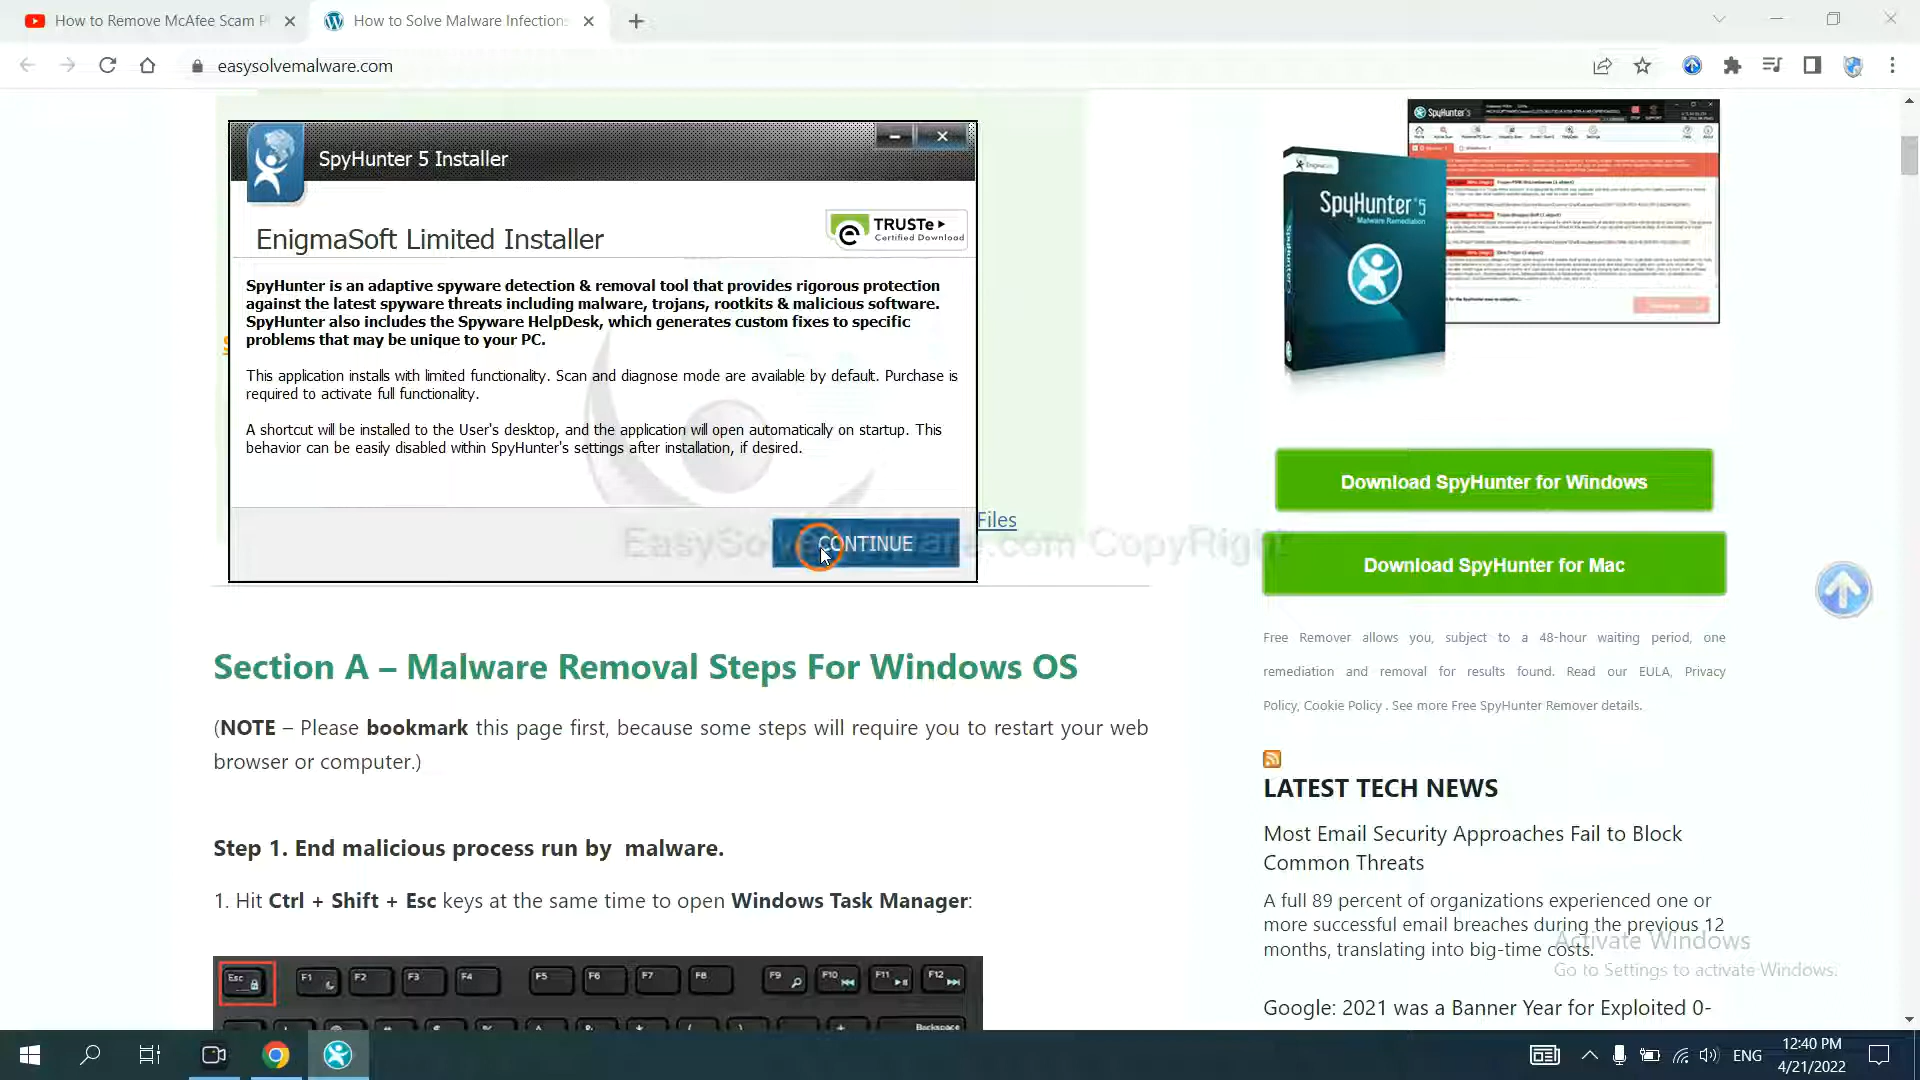 How to Remove McAfee Scam P
How to Solve Malware Infection
easysolvemalware.com
SpyHunter 5 Installer
TRUSTe
Certified Download
EnigmaSoft Limited Installer
SpyHunter is an adaptive spyware detection & removal tool that provides rigorous protection
against the latest spyware threats including malware, trojans, rootkits & malicious software.
SpyHunter also includes the Spyware HelpDesk, which generates custom fixes to specific
problems that may be unique to your PC.
This application installs with limited functionality. Scan and diagnose mode are available by default. Purchase is
required to activate full functionality.
A shortcut will be installed to the User's desktop, and the application will open automatically on startup. This
behavior can be easily disabled within SpyHunter's settings after installation, if desired.
CONTINUE
Files
EasySolveMalware.com CopyRight
Section A – Malware Removal Steps For Windows OS
(NOTE – Please bookmark this page first, because some steps will require you to restart your web
browser or computer.)
Step 1. End malicious process run by malware.
1. Hit Ctrl + Shift + Esc keys at the same time to open Windows Task Manager:
Esc F1 F2 F3 F4 F5 F6 F7 F8 F9 F10 F11 F12
Backspace
SpyHunter 5
Malware Remediation
SpyHunter
Download SpyHunter for Windows
Download SpyHunter for Mac
Free Remover allows you, subject to a 48-hour waiting period, one
remediation and removal for results found. Read our EULA, Privacy
Policy, Cookie Policy . See more Free SpyHunter Remover details.
LATEST TECH NEWS
Most Email Security Approaches Fail to Block
Common Threats
A full 89 percent of organizations experienced one or
more successful email breaches during the previous 12
months, translating into big-time costs.
Google: 2021 was a Banner Year for Exploited 0-
Activate Windows
Go to Settings to activate Windows.
ENG
12:40 PM
4/21/2022